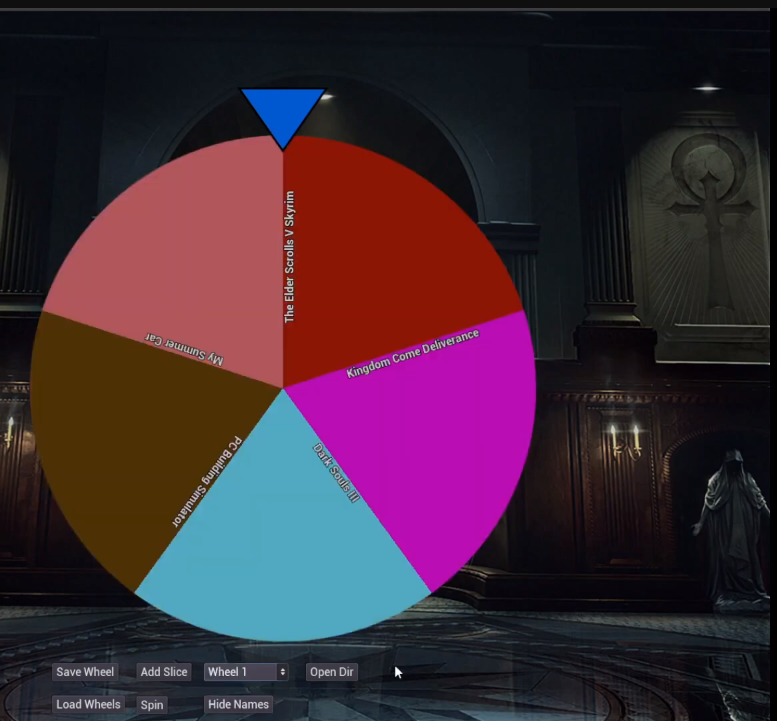 The Elder Scrolls V Skyrim
Kingdom Come Deliverance
My Summer Car
PC Building Simulator
Dark Souls III
Save Wheel
Add Slice
Wheel 1
Open Dir
Load Wheels
Spin
Hide Names